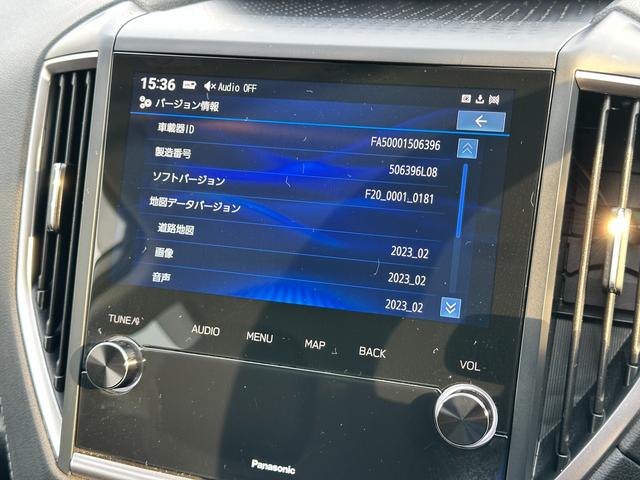 15:36 Audio OFF
バージョン情報
車載器ID FA50001506396
製造番号 506396L08
ソフトバージョン F20_0001_0181
地図データバージョン
道路地図 2023_02
画像 2023_02
音声 2023_02
TUNE/ AUDIO MENU MAP BACK VOL
Panasonic